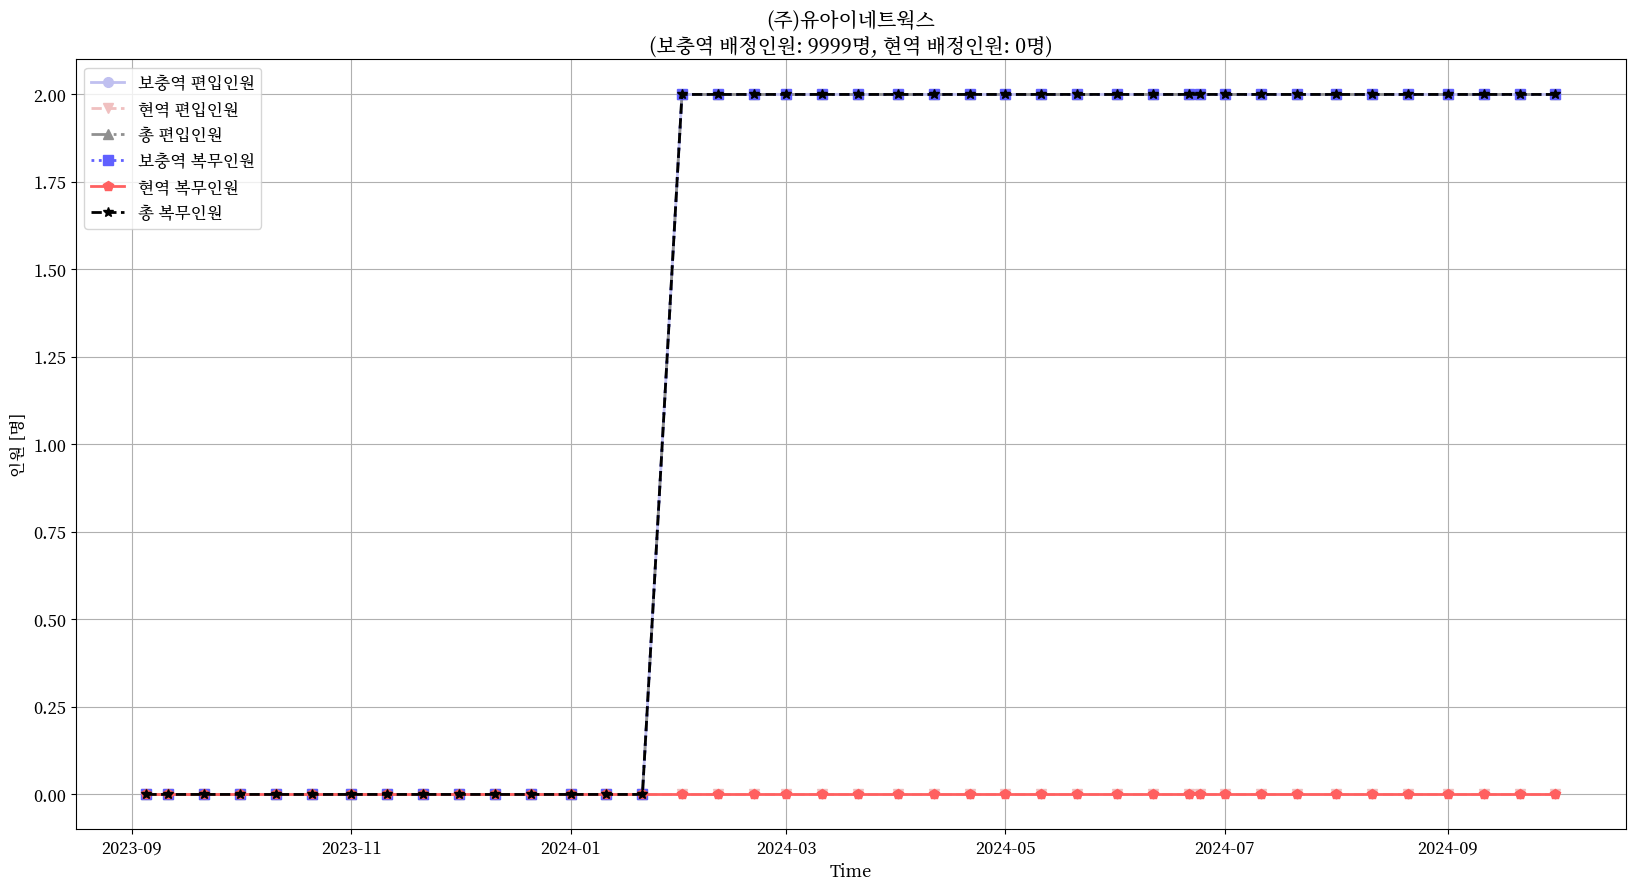 (주)유아이네트웍스
(보충역 배정인원: 9999명, 현역 배정인원: 0명)
보충역 편입인원
현역 편입인원
총 편입인원
보충역 복무인원
현역 복무인원
총 복무인원
인원 [명]
2.00
1.75
1.50
1.25
1.00
0.75
0.50
0.25
0.00
2023-09 2023-11 2024-01 2024-03 2024-05 2024-07 2024-09
Time